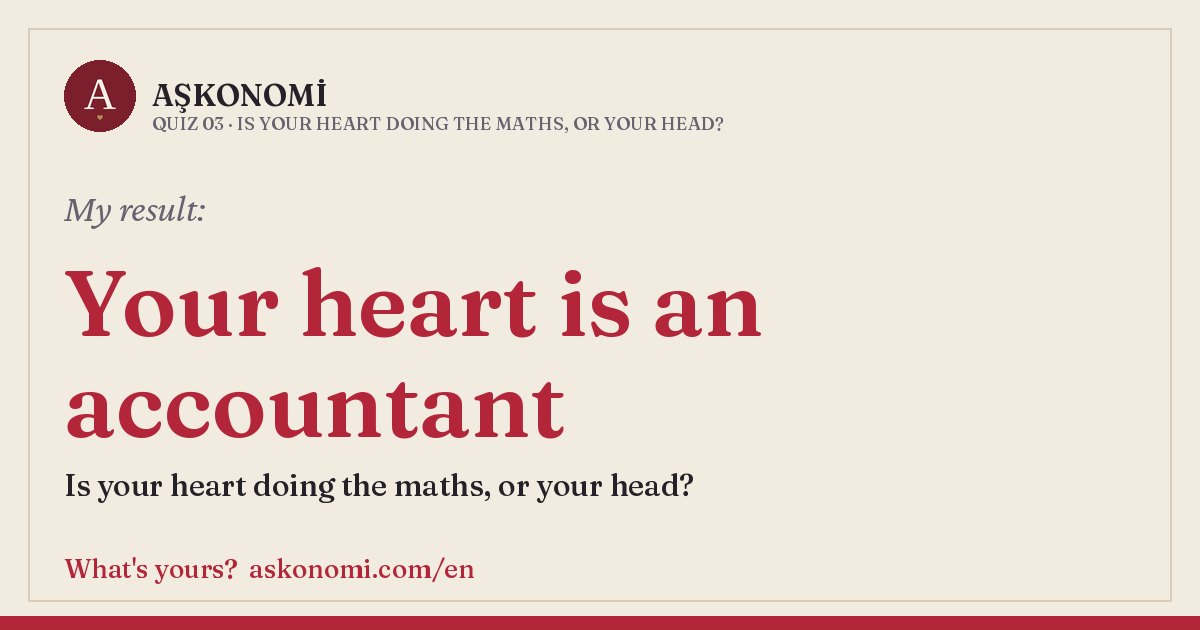 A
AŞKONOMİ
QUIZ 03 · IS YOUR HEART DOING THE MATHS, OR YOUR HEAD?
My result:
Your heart is an
accountant
Is your heart doing the maths, or your head?
What's yours? askonomi.com/en